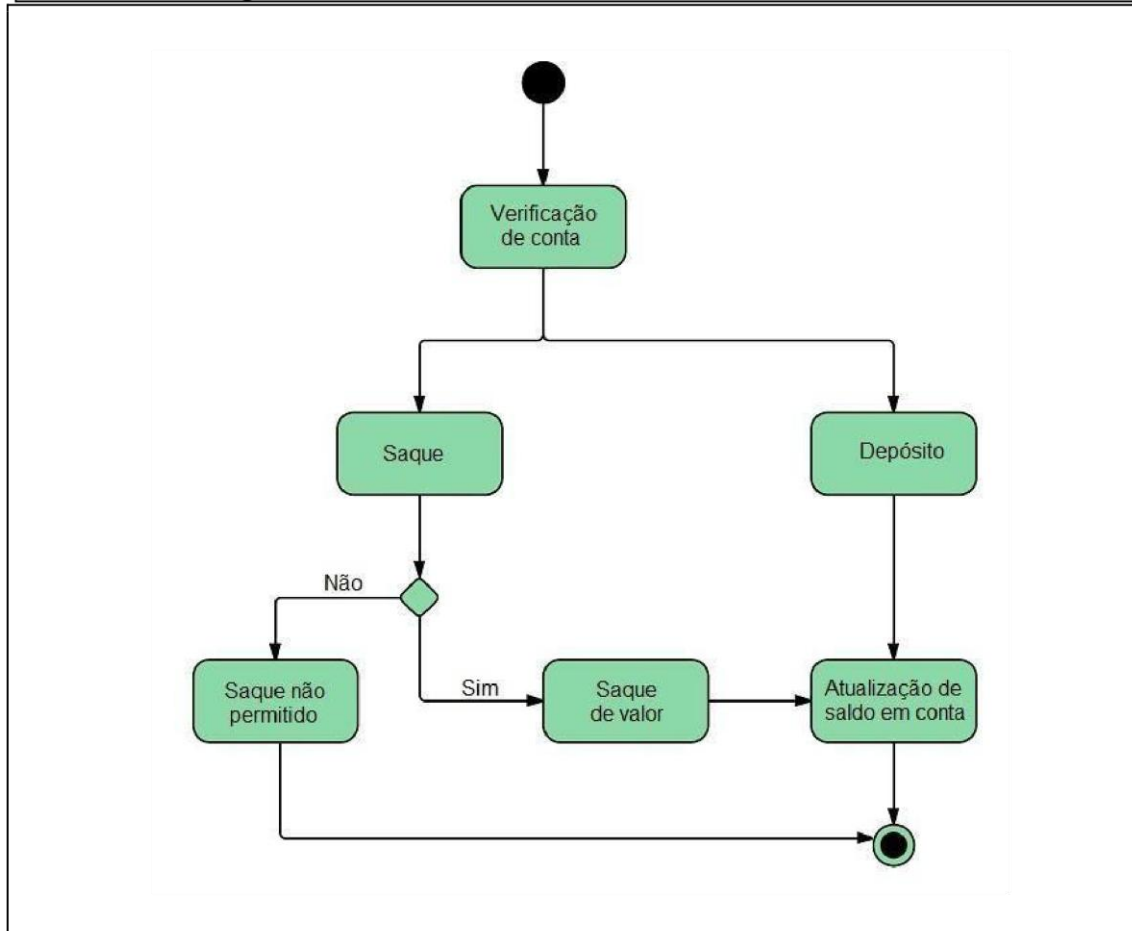 Verificação
de conta
Saque
Depósito
Não
Sim
Saque não
permitido
Saque
de valor
Atualização de
saldo em conta